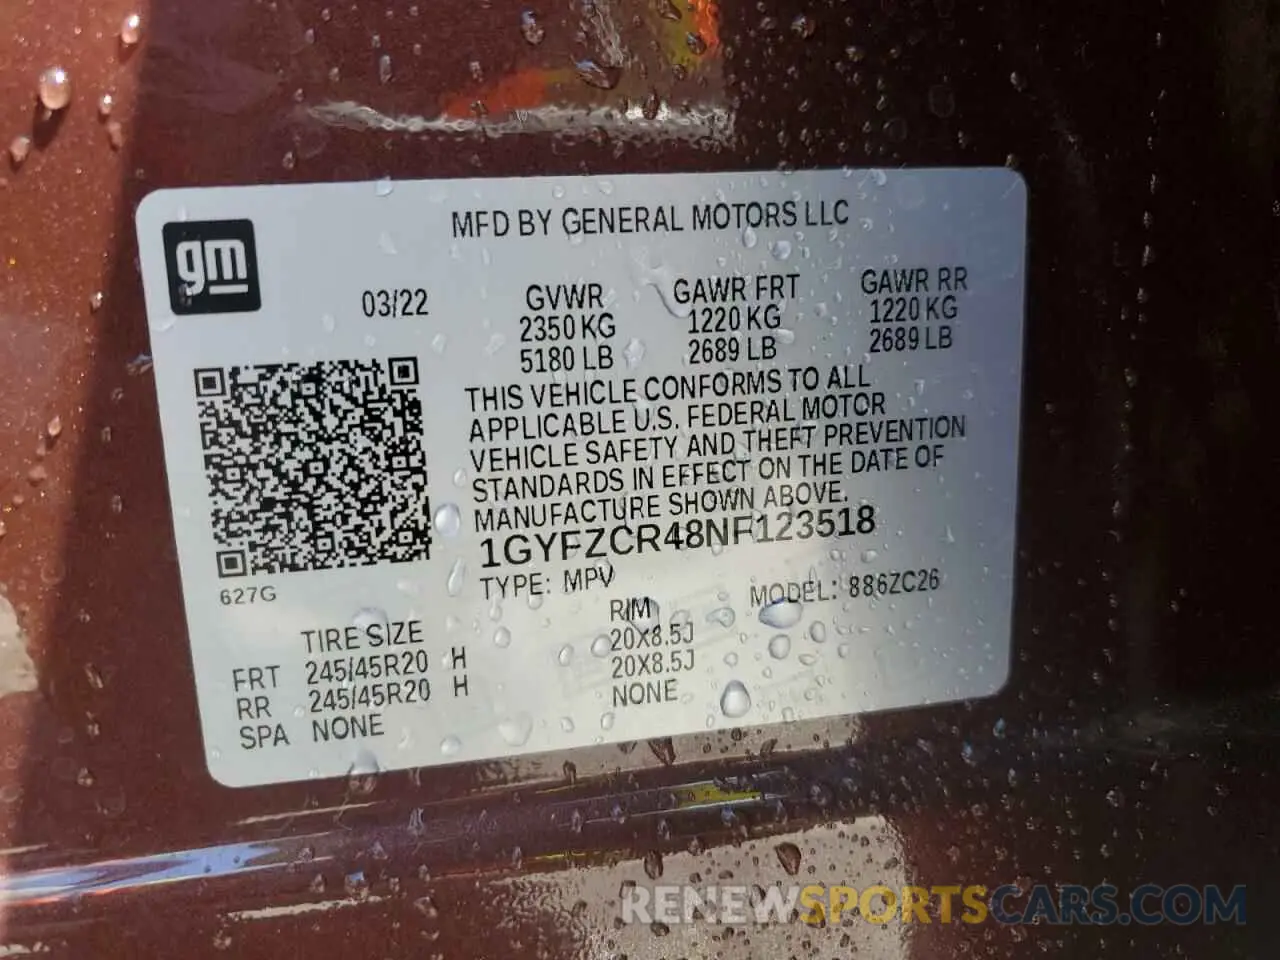 MFD BY GENERAL MOTORS LLC
gm
03/22
GVWR GAWR FRT GAWR RR
2350 KG 1220 KG 1220 KG
5180 LB 2689 LB 2689 LB
THIS VEHICLE CONFORMS TO ALL
APPLICABLE U.S. FEDERAL MOTOR
VEHICLE SAFETY AND THEFT PREVENTION
STANDARDS IN EFFECT ON THE DATE OF
MANUFACTURE SHOWN ABOVE.
1GYFZCR48NF123518
627G
TYPE: MPV MODEL: 886ZC26
TIRE SIZE RIM
FRT 245/45R20 H 20X8.5J
RR 245/45R20 H 20X8.5J
SPA NONE NONE
RENEWSPORTSCARS.COM